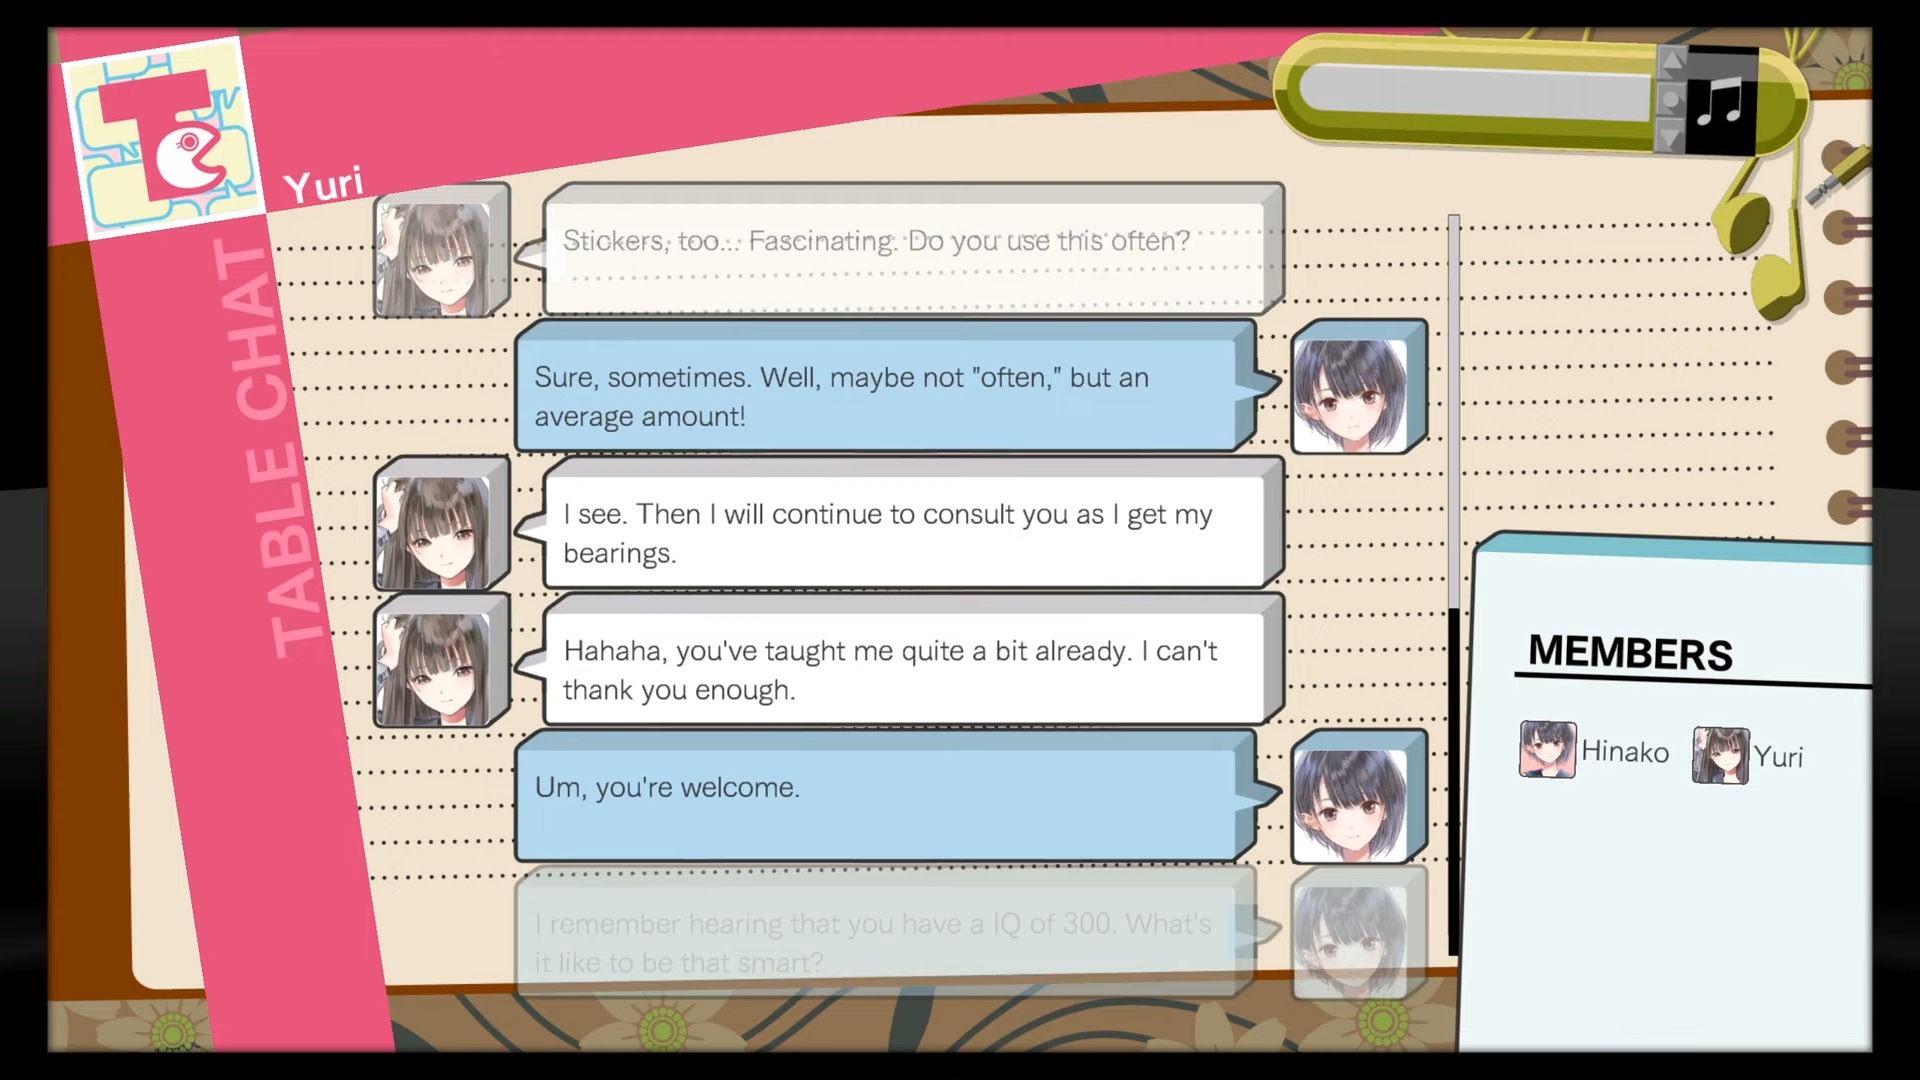 Yuri
TABLE CHAT
Stickers, too... Fascinating. Do you use this often?
Sure, sometimes. Well, maybe not "often," but an
average amount!
I see. Then I will continue to consult you as I get my
bearings.
Hahaha, you've taught me quite a bit already. I can't
thank you enough.
Um, you're welcome.
I remember hearing that you have a IQ of 300. What's
it like to be that smart?
MEMBERS
Hinako
Yuri